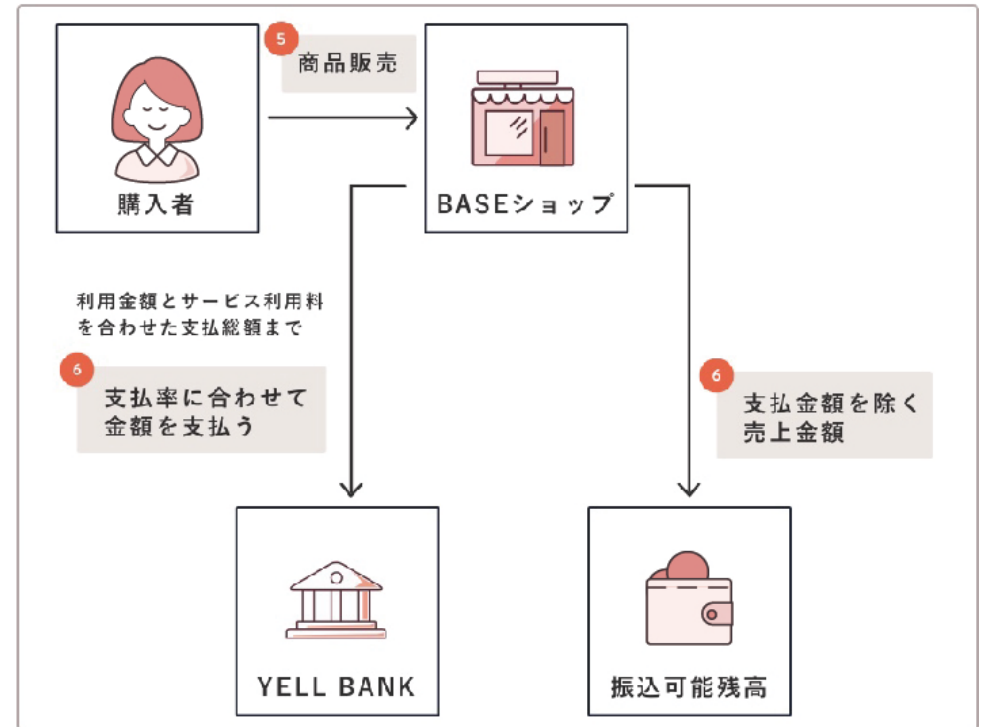 5
商品販売
購入者
BASEショップ
利用金額とサービス利用料
を合わせた支払総額まで
6
支払率に合わせて
金額を支払う
6
支払金額を除く
売上金額
YELL BANK
振込可能残高